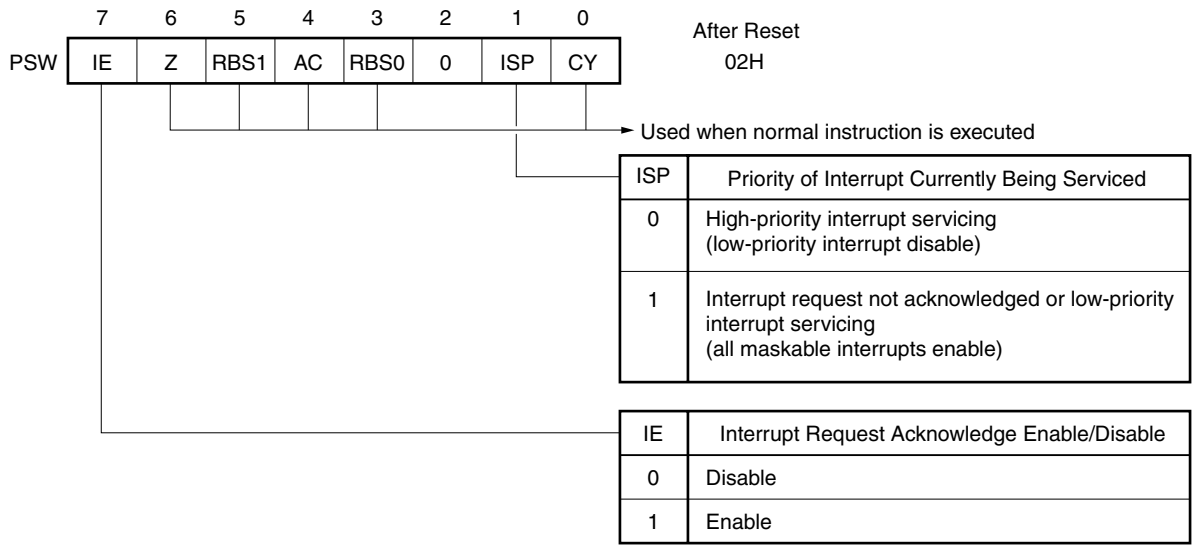 7 6 5 4 3 2 1 0
After Reset
PSW IE Z RBS1 AC RBS0 0 ISP CY
02H
Used when normal instruction is executed
ISP Priority of Interrupt Currently Being Serviced
0 High-priority interrupt servicing
(low-priority interrupt disable)
1 Interrupt request not acknowledged or low-priority
interrupt servicing
(all maskable interrupts enable)
IE Interrupt Request Acknowledge Enable/Disable
0 Disable
1 Enable